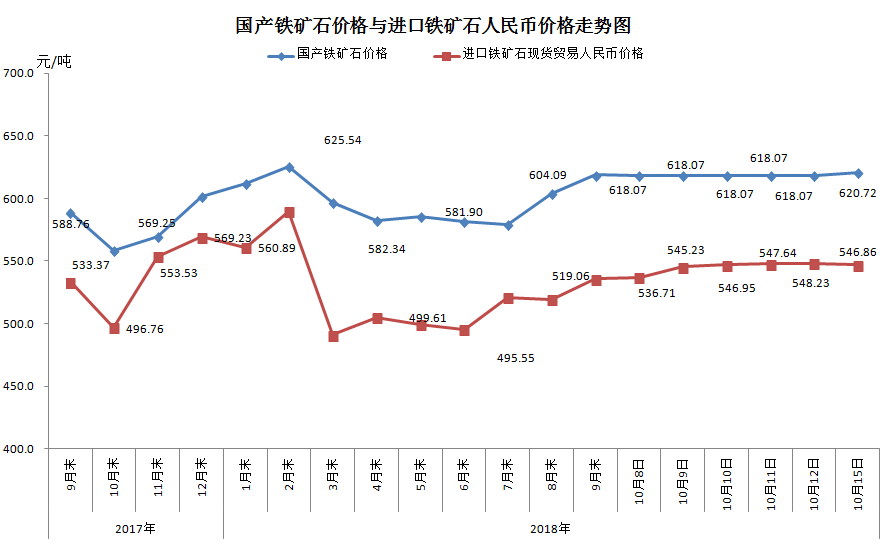 国产铁矿石价格与进口铁矿石人民币价格走势图
国产铁矿石价格 进口铁矿石现货贸易人民币价格
元/吨
700.0
650.0
600.0
550.0
500.0
450.0
400.0
588.76
569.25
625.54
582.34
581.90
604.09
618.07
618.07
618.07
618.07
618.07
620.72
533.37
496.76
553.53
569.23
560.89
499.61
495.55
519.06
536.71
545.23
546.95
547.64
548.23
546.86
9月末
10月末
11月末
12月末
1月末
2月末
3月末
4月末
5月末
6月末
7月末
8月末
9月末
10月8日
10月9日
10月10日
10月11日
10月12日
10月15日
2017年 2018年